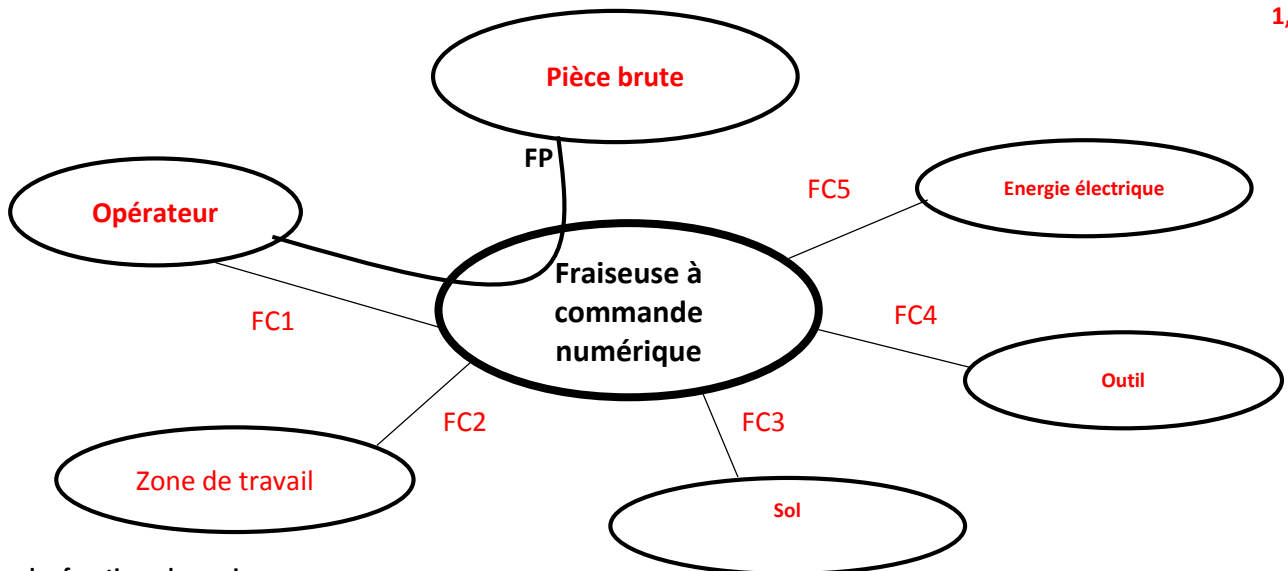 1,
Pièce brute
FP
FC5
Energie électrique
Opérateur
Fraiseuse à
commande
numérique
FC1
FC4
Outil
FC2
FC3
Zone de travail
Sol